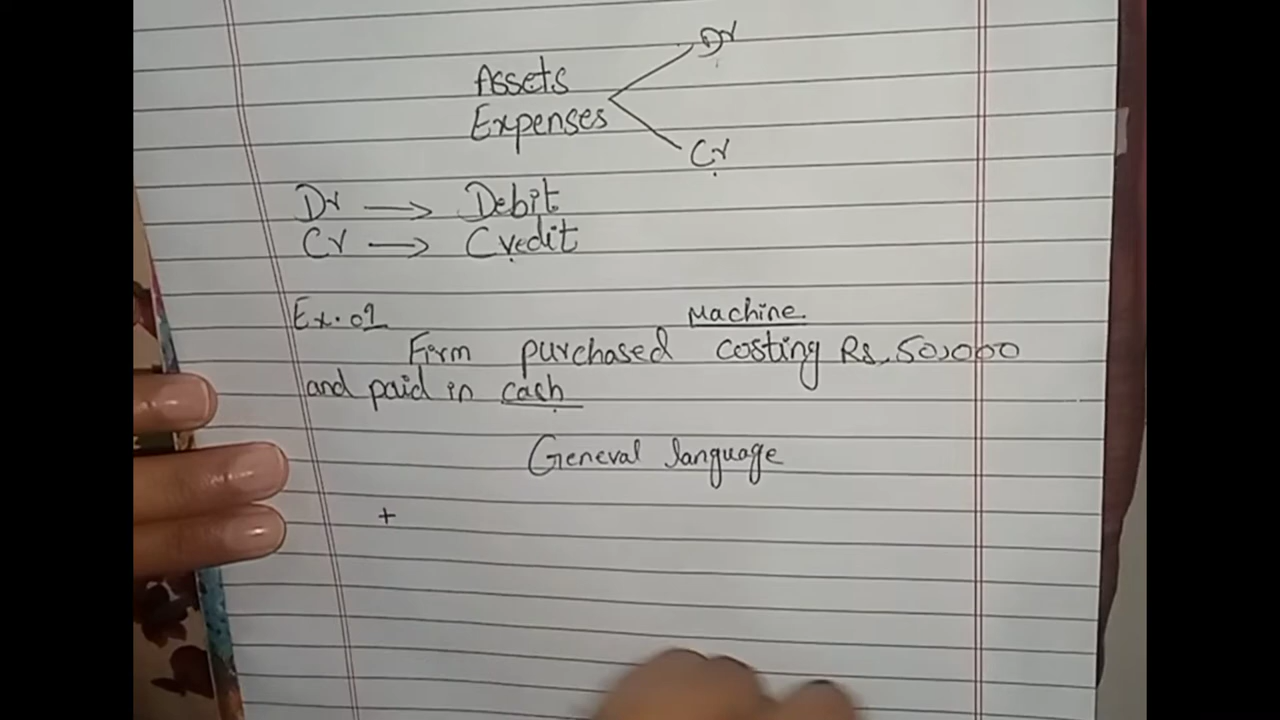 Dr
Assets
Expenses
Cr
Dr → Debit
Cr → Credit
Ex. 01
Machine
Firm purchased costing Rs. 50,000
and paid in cash
General language
+